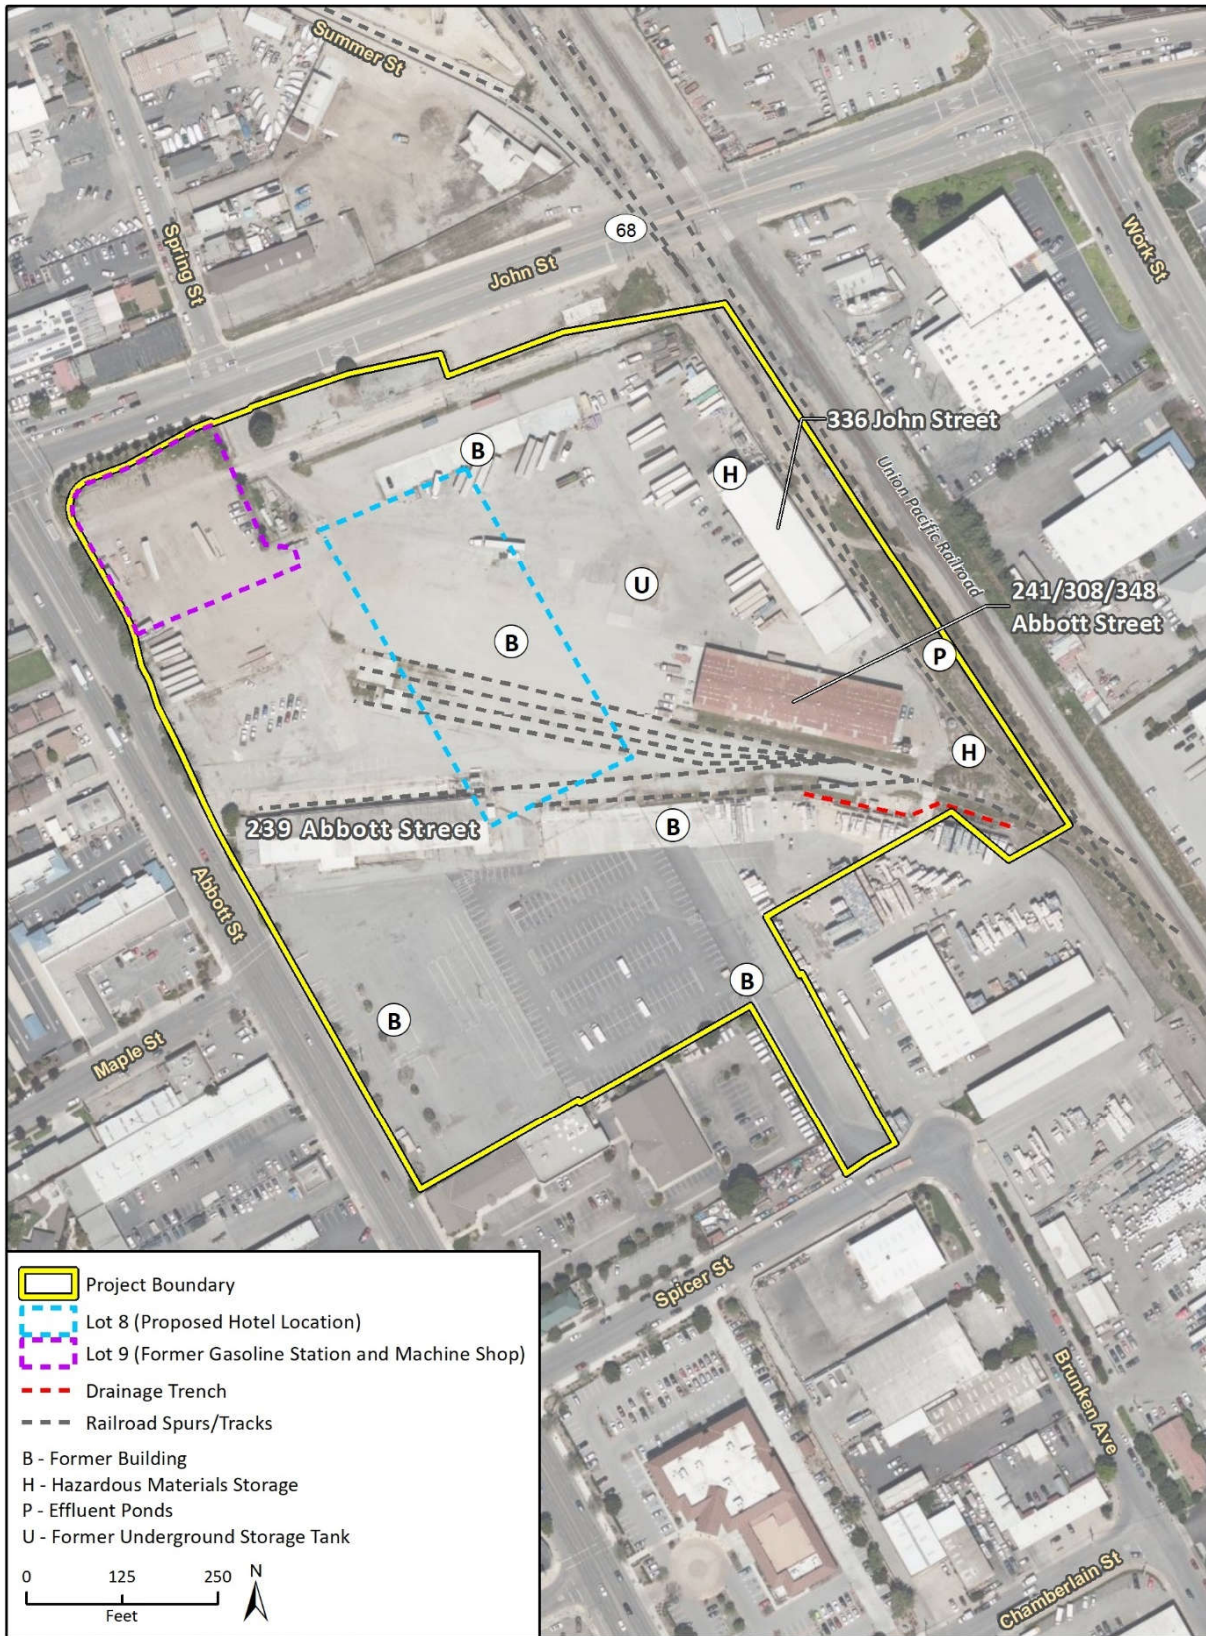 Summer St
68
Spring St
John St
Work St
B
336 John Street
H
Union Pacific Railroad
U
241/308/348
Abbott Street
B
P
H
239 Abbott Street
B
Abbott St
B
B
Maple St
Spicer St
Brunken Ave
Chamberlain St
Project Boundary
Lot 8 (Proposed Hotel Location)
Lot 9 (Former Gasoline Station and Machine Shop)
Drainage Trench
Railroad Spurs/Tracks
B - Former Building
H - Hazardous Materials Storage
P - Effluent Ponds
U - Former Underground Storage Tank
0 125 250
Feet
N